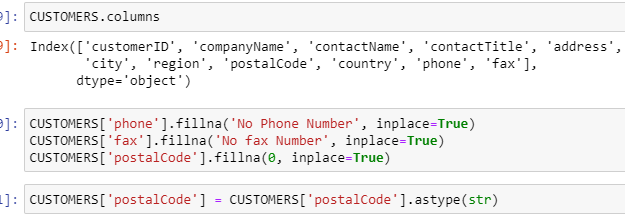 ]: CUSTOMERS.columns
]: Index(['customerID', 'companyName', 'contactName', 'contactTitle', 'address',
'city', 'region', 'postalCode', 'country', 'phone', 'fax'],
dtype='object')
]: CUSTOMERS['phone'].fillna('No Phone Number', inplace=True)
CUSTOMERS['fax'].fillna('No fax Number', inplace=True)
CUSTOMERS['postalCode'].fillna(0, inplace=True)
]: CUSTOMERS['postalCode'] = CUSTOMERS['postalCode'].astype(str)